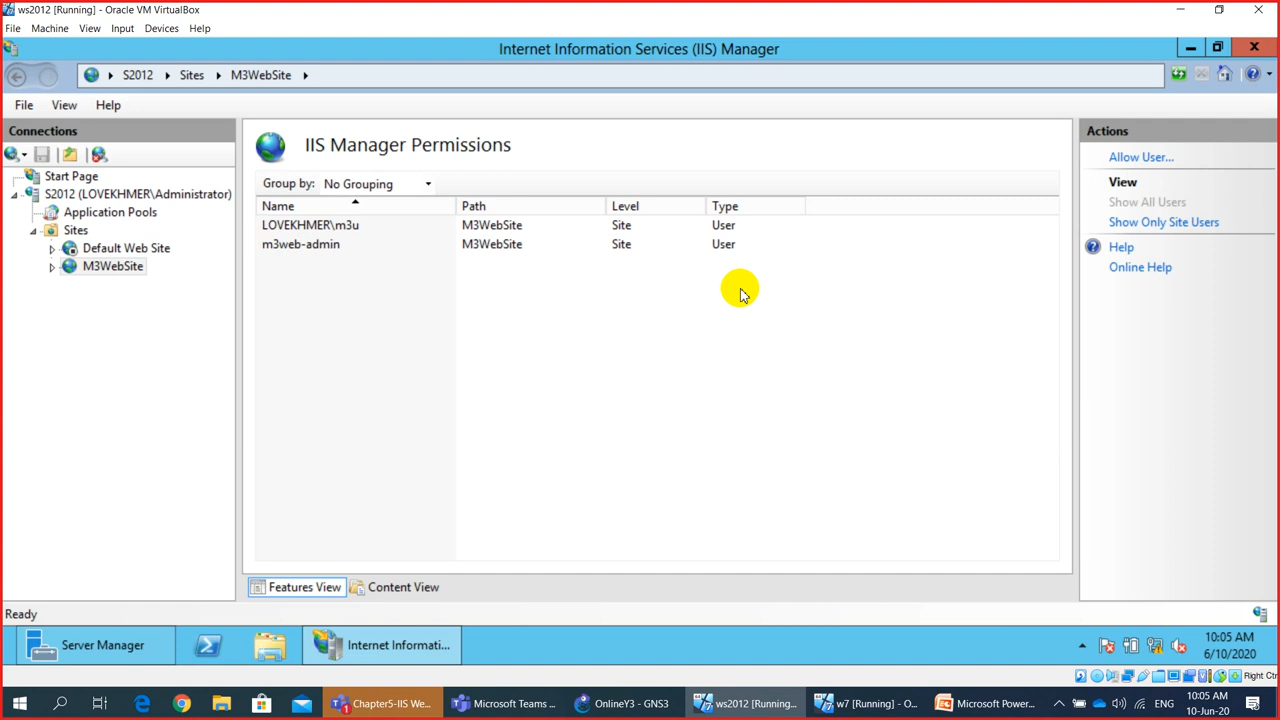 ws2012 [Running] - Oracle VM VirtualBox
File Machine View Input Devices Help
Internet Information Services (IIS) Manager
S2012 Sites M3WebSite
File View Help
Connections
Start Page
S2012 (LOVEKHMER\Administrator)
Application Pools
Sites
Default Web Site
M3WebSite
IIS Manager Permissions
Group by: No Grouping
Name Path Level Type
LOVEKHMER\m3u M3WebSite Site User
m3web-admin M3WebSite Site User
Features View Content View
Actions
Allow User...
View
Show All Users
Show Only Site Users
Help
Online Help
Ready
Server Manager Internet Informati... 10:05 AM
6/10/2020
Right Ctrl
Chapter5-IIS We... Microsoft Teams ... OnlineY3 - GNS3 ws2012 [Running... w7 [Running] - O... Microsoft Power... ENG 10:05 AM
10-Jun-20